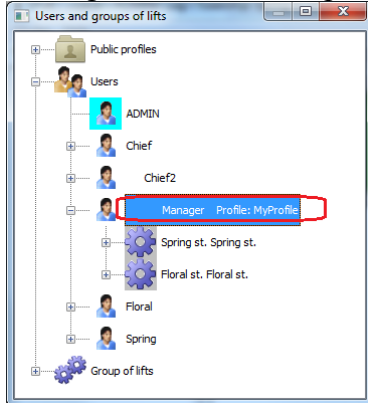 Users and groups of lifts
Public profiles
Users
ADMIN
Chief
Chief2
Manager Profile: MyProfile
Spring st. Spring st.
Floral st. Floral st.
Floral
Spring
Group of lifts